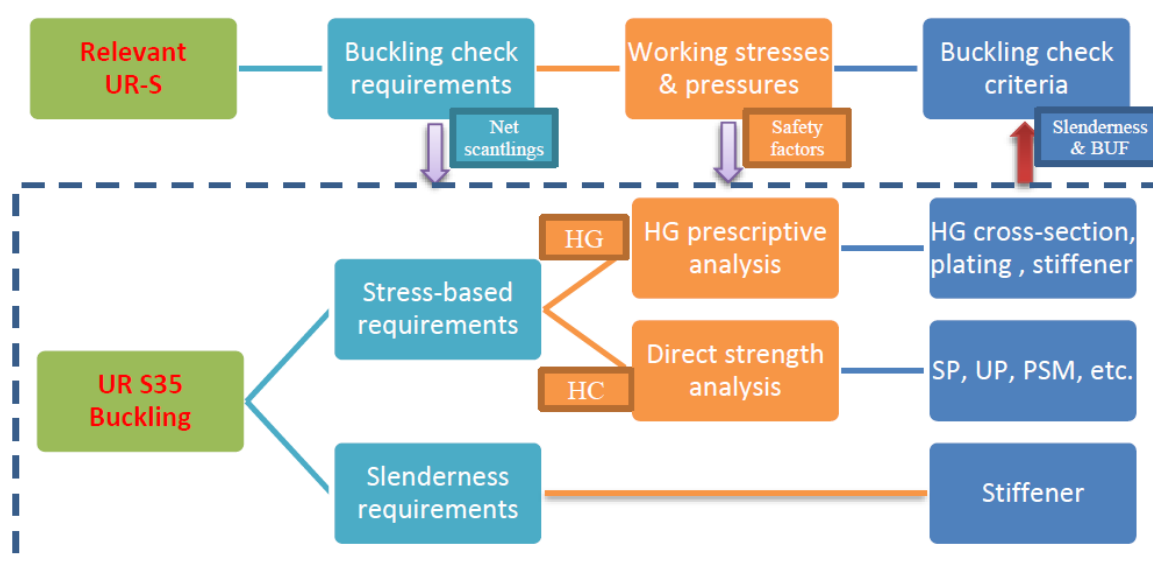 Relevant
UR-S
Buckling check
requirements
Working stresses
& pressures
Buckling check
criteria
Net
scantlings
Safety
factors
Slenderness
& BUF
HG
HG prescriptive
analysis
HG cross-section,
plating , stiffener
Stress-based
requirements
UR S35
Buckling
HC
Direct strength
analysis
SP, UP, PSM, etc.
Slenderness
requirements
Stiffener